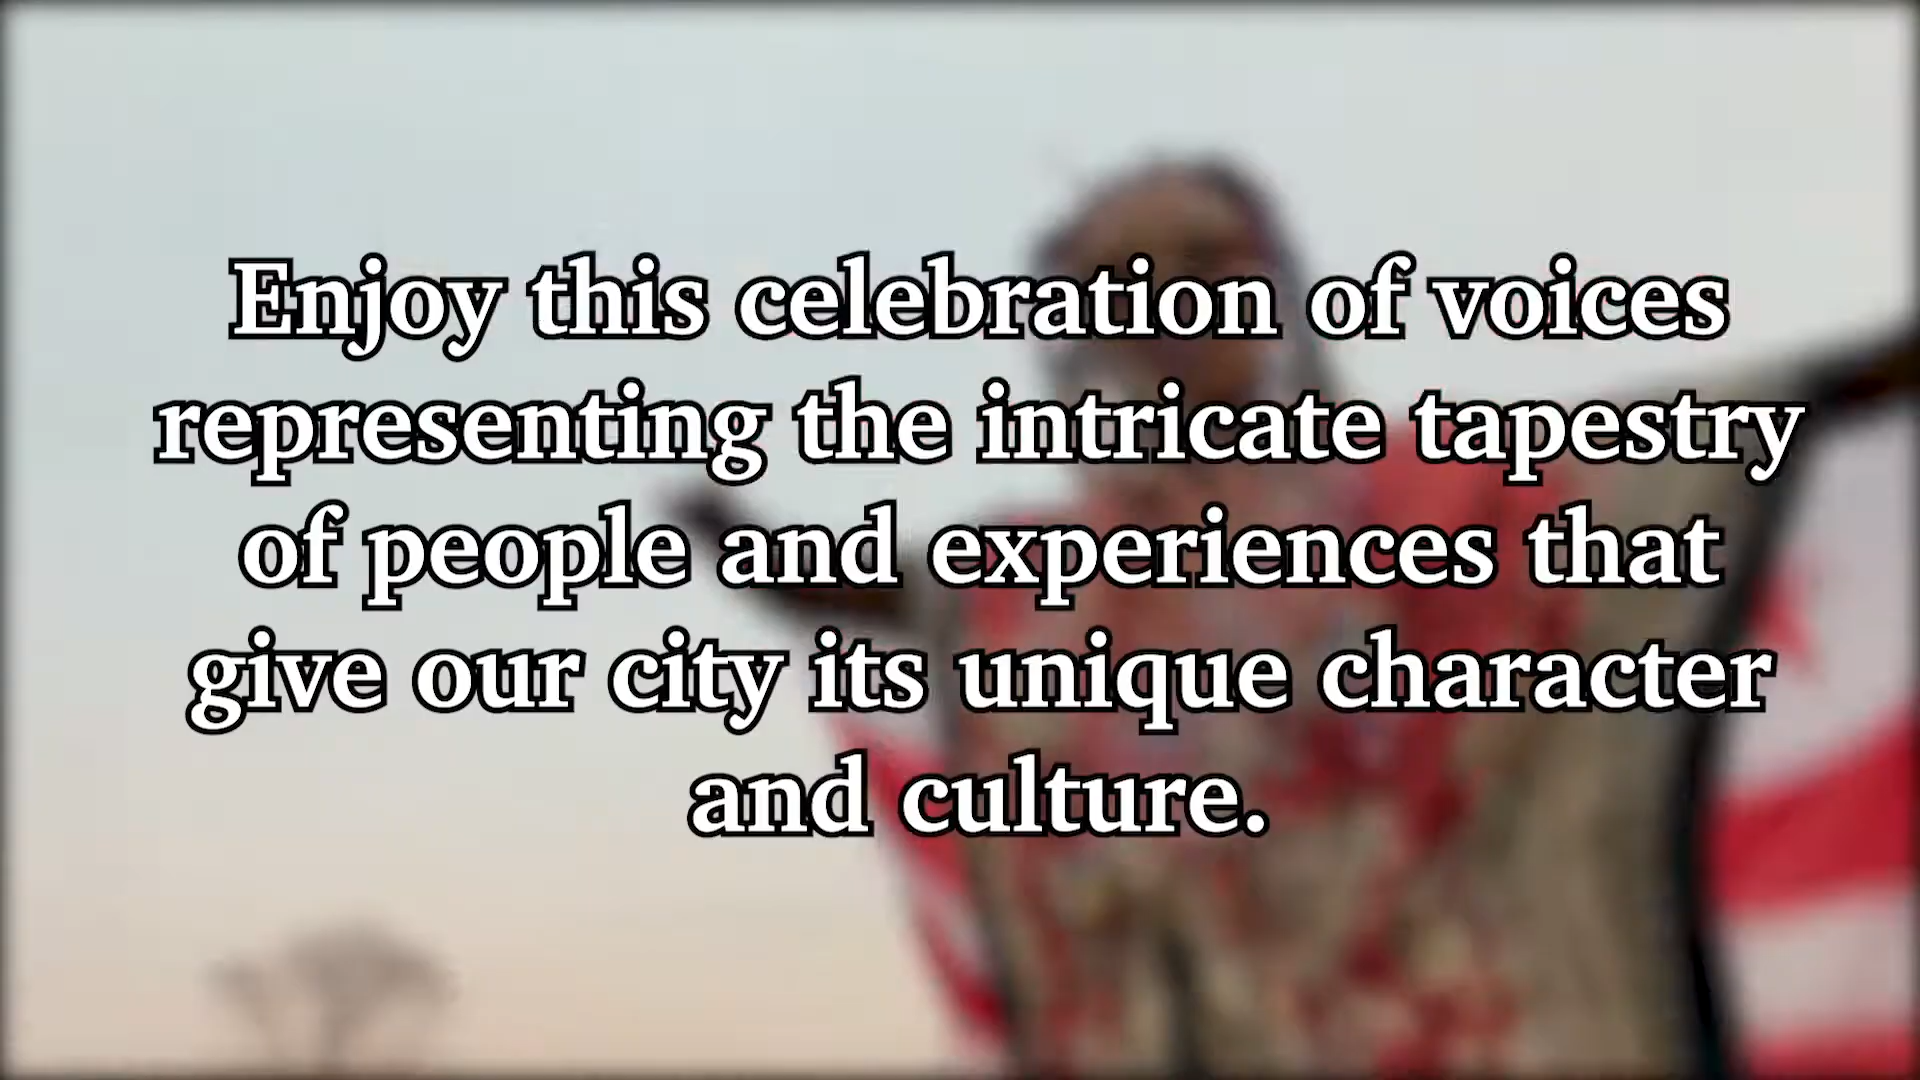 Enjoy this celebration of voices
representing the intricate tapestry
of people and experiences that
give our city its unique character
and culture.